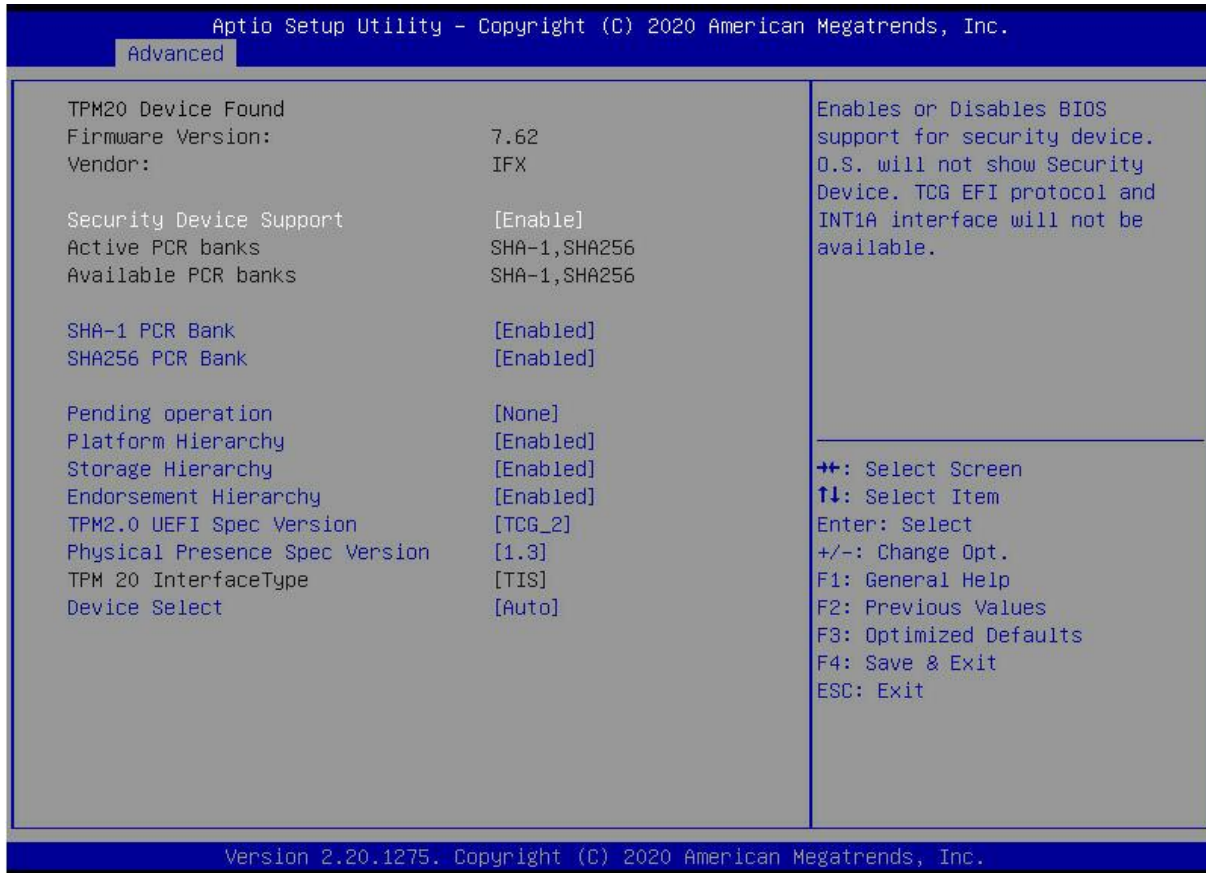 Aptio Setup Utility – Copyright (C) 2020 American Megatrends, Inc.
Advanced
TPM20 Device Found
Firmware Version: 7.62
Vendor: IFX
Security Device Support [Enable]
Active PCR banks SHA-1,SHA256
Available PCR banks SHA-1,SHA256
SHA-1 PCR Bank [Enabled]
SHA256 PCR Bank [Enabled]
Pending operation [None]
Platform Hierarchy [Enabled]
Storage Hierarchy [Enabled]
Endorsement Hierarchy [Enabled]
TPM2.0 UEFI Spec Version [TCG_2]
Physical Presence Spec Version [1.3]
TPM 20 InterfaceType [TIS]
Device Select [Auto]
Enables or Disables BIOS
support for security device.
O.S. will not show Security
Device. TCG EFI protocol and
INT1A interface will not be
available.
→←: Select Screen
↑↓: Select Item
Enter: Select
+/-: Change Opt.
F1: General Help
F2: Previous Values
F3: Optimized Defaults
F4: Save & Exit
ESC: Exit
Version 2.20.1275. Copyright (C) 2020 American Megatrends, Inc.